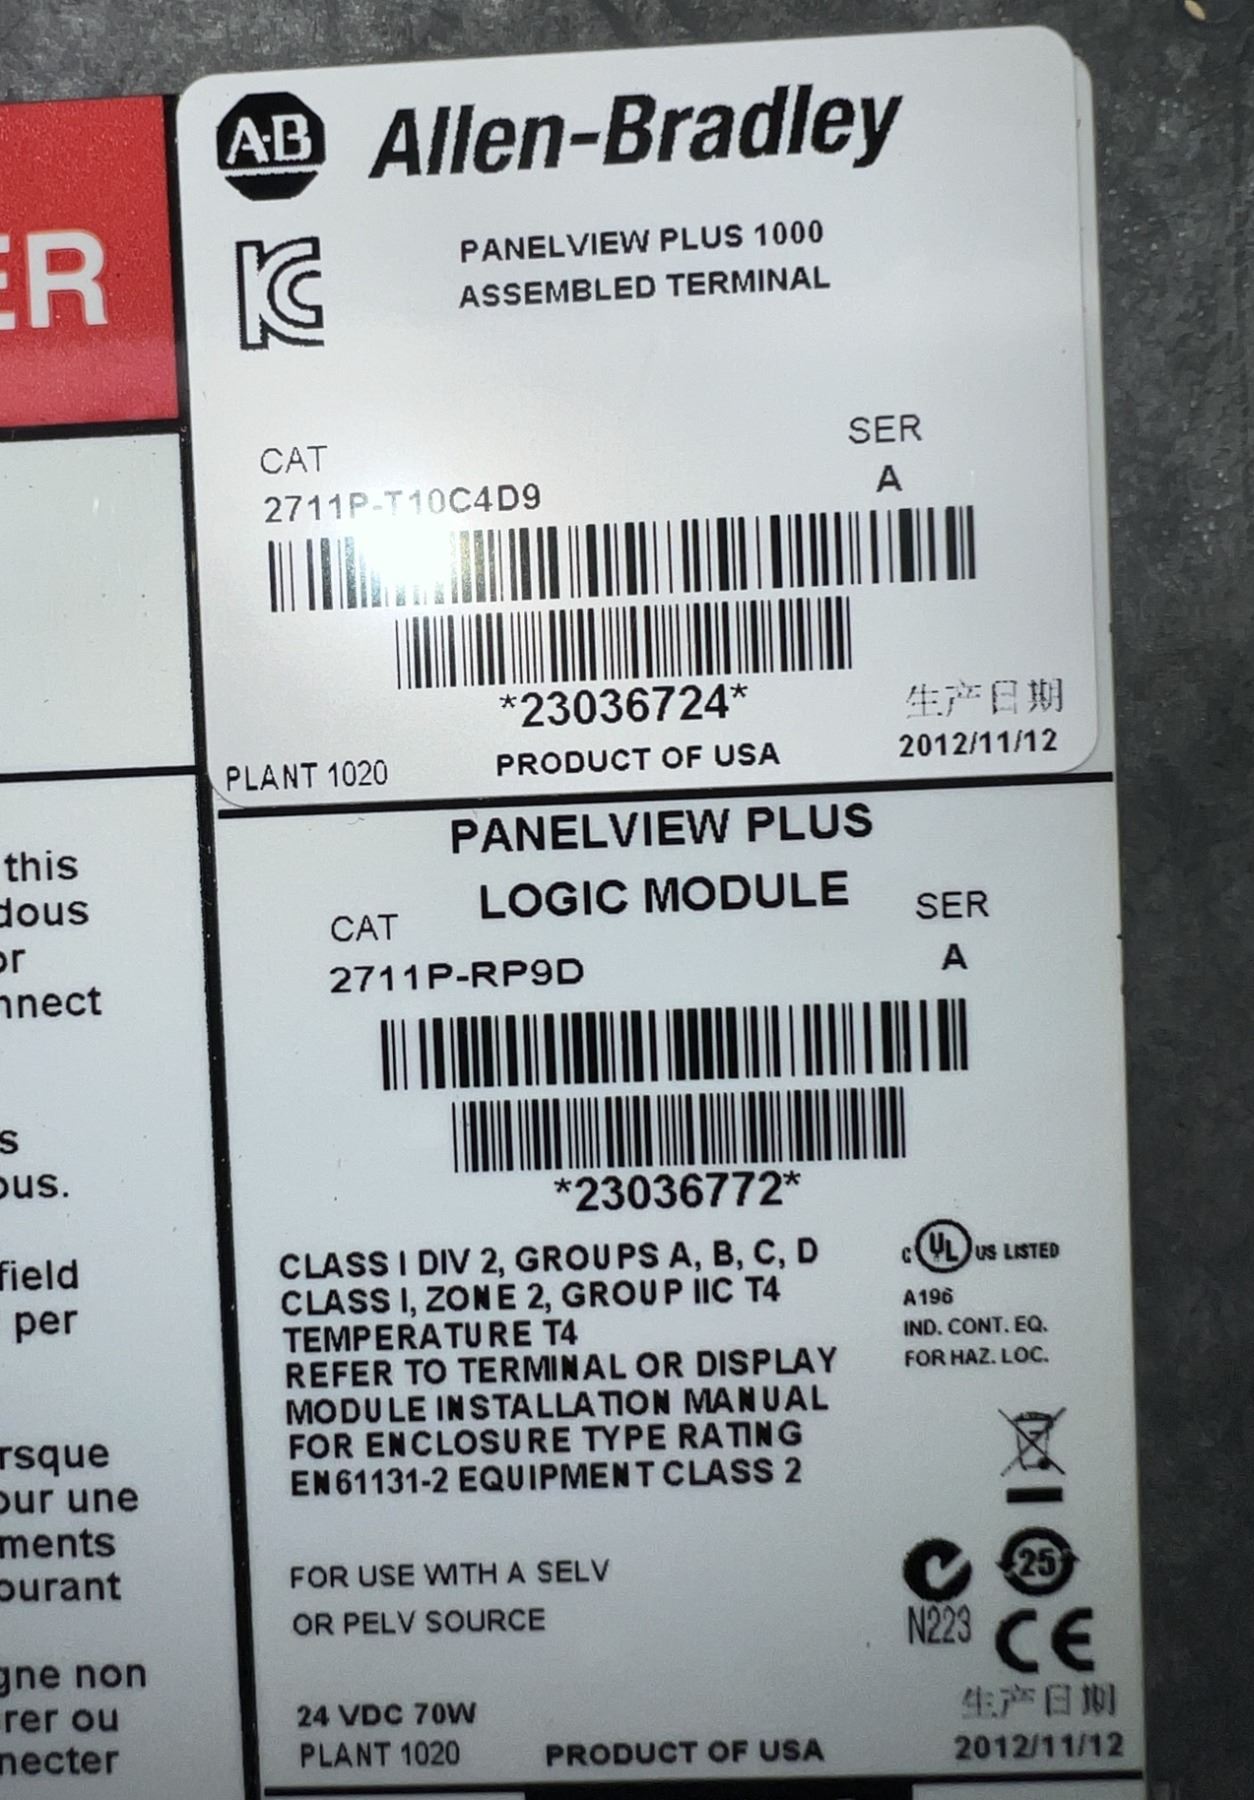 ER
this
dous
or
nnect
s
ous.
field
per
rsque
our une
ments
ourant
gne non
rer ou
necter
A-B Allen-Bradley
PANELVIEW PLUS 1000
ASSEMBLED TERMINAL
CAT
2711P-T10C4D9
SER
A
*23036724*
生产日期
2012/11/12
PLANT 1020
PRODUCT OF USA
PANELVIEW PLUS
LOGIC MODULE
CAT
2711P-RP9D
SER
A
*23036772*
CLASS I DIV 2, GROUPS A, B, C, D
CLASS I, ZONE 2, GROUP IIC T4
TEMPERATURE T4
REFER TO TERMINAL OR DISPLAY
MODULE INSTALLATION MANUAL
FOR ENCLOSURE TYPE RATING
EN61131-2 EQUIPMENT CLASS 2
C UL US LISTED
A196
IND. CONT. EQ.
FOR HAZ. LOC.
FOR USE WITH A SELV
OR PELV SOURCE
25
N223
CE
24 VDC 70W
PLANT 1020
PRODUCT OF USA
生产日期
2012/11/12